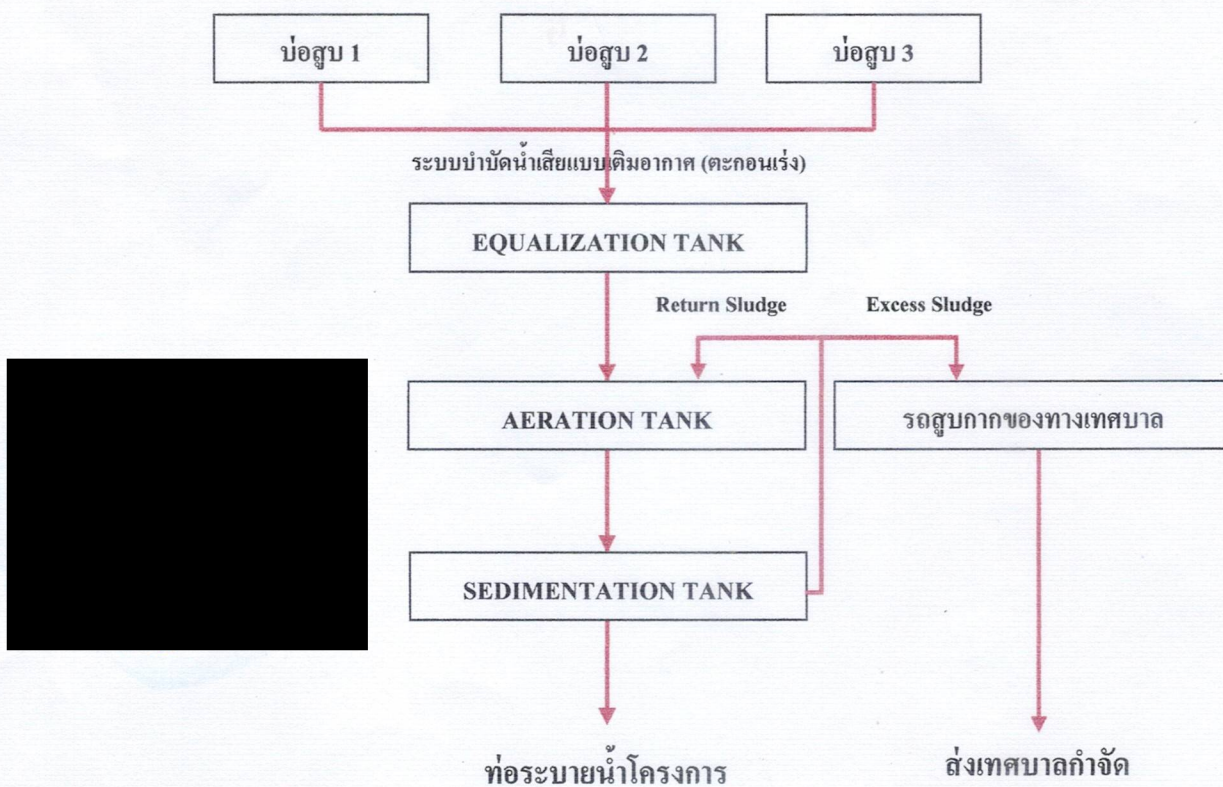 บ่อสูบ 1
บ่อสูบ 2
บ่อสูบ 3
ระบบบำบัดน้ำเสียแบบเติมอากาศ (ตะกอนเร่ง)
EQUALIZATION TANK
Return Sludge
Excess Sludge
AERATION TANK
รถสูบกากของทางเทศบาล
SEDIMENTATION TANK
ท่อระบายน้ำโครงการ
ส่งเทศบาลกำจัด